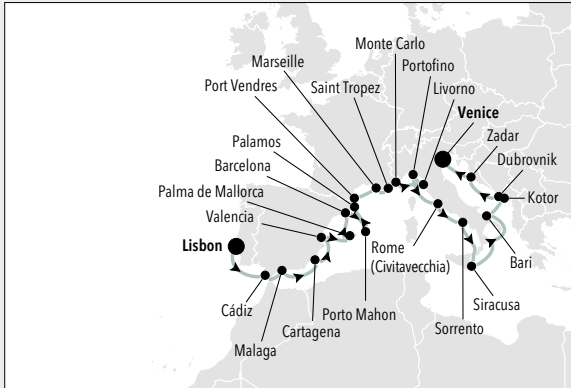 Monte Carlo
Marseille
Portofino
Port Vendres
Saint Tropez
Livorno
Venice
Palamos
Zadar
Barcelona
Dubrovnik
Palma de Mallorca
Kotor
Valencia
Lisbon
Rome
(Civitavecchia)
Bari
Cádiz
Porto Mahon
Siracusa
Cartagena
Sorrento
Malaga